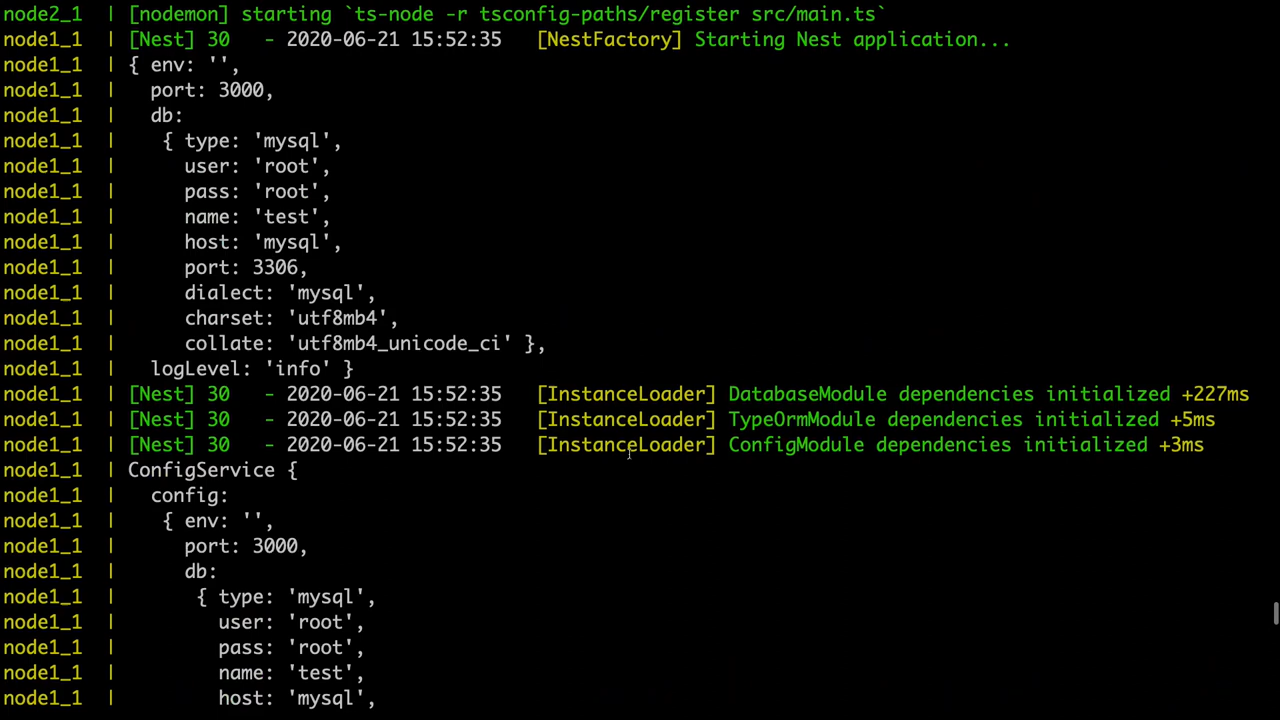 node2_1  | [nodemon] starting `ts-node -r tsconfig-paths/register src/main.ts`
node1_1  | [Nest] 30   - 2020-06-21 15:52:35   [NestFactory] Starting Nest application...
node1_1  | { env: '',
node1_1  |   port: 3000,
node1_1  |   db:
node1_1  |    { type: 'mysql',
node1_1  |      user: 'root',
node1_1  |      pass: 'root',
node1_1  |      name: 'test',
node1_1  |      host: 'mysql',
node1_1  |      port: 3306,
node1_1  |      dialect: 'mysql',
node1_1  |      charset: 'utf8mb4',
node1_1  |      collate: 'utf8mb4_unicode_ci' },
node1_1  |   logLevel: 'info' }
node1_1  | [Nest] 30   - 2020-06-21 15:52:35   [InstanceLoader] DatabaseModule dependencies initialized +227ms
node1_1  | [Nest] 30   - 2020-06-21 15:52:35   [InstanceLoader] TypeOrmModule dependencies initialized +5ms
node1_1  | [Nest] 30   - 2020-06-21 15:52:35   [InstanceLoader] ConfigModule dependencies initialized +3ms
node1_1  | ConfigService {
node1_1  |   config:
node1_1  |    { env: '',
node1_1  |      port: 3000,
node1_1  |      db:
node1_1  |       { type: 'mysql',
node1_1  |         user: 'root',
node1_1  |         pass: 'root',
node1_1  |         name: 'test',
node1_1  |         host: 'mysql',